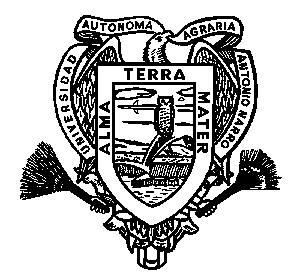 UNIVERSIDAD
AUTONOMA
AGRARIA
ANTONIO NARRO
ALMA
TERRA
MATER